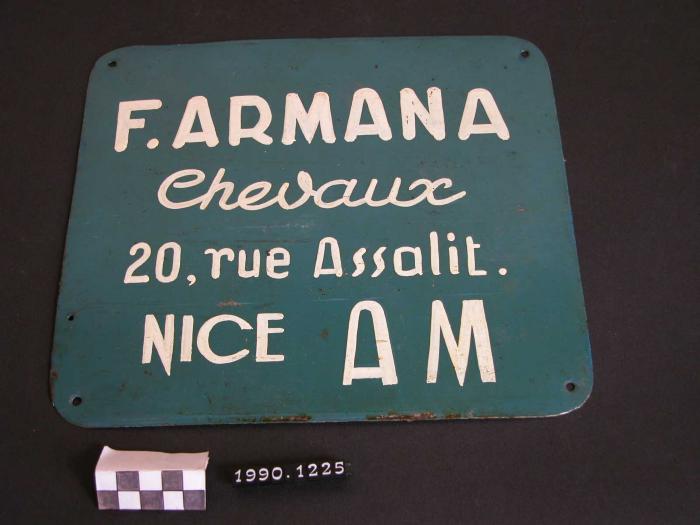 F. ARMANA
Chevaux
20, rue Assalit.
NICE AM
1990.1225